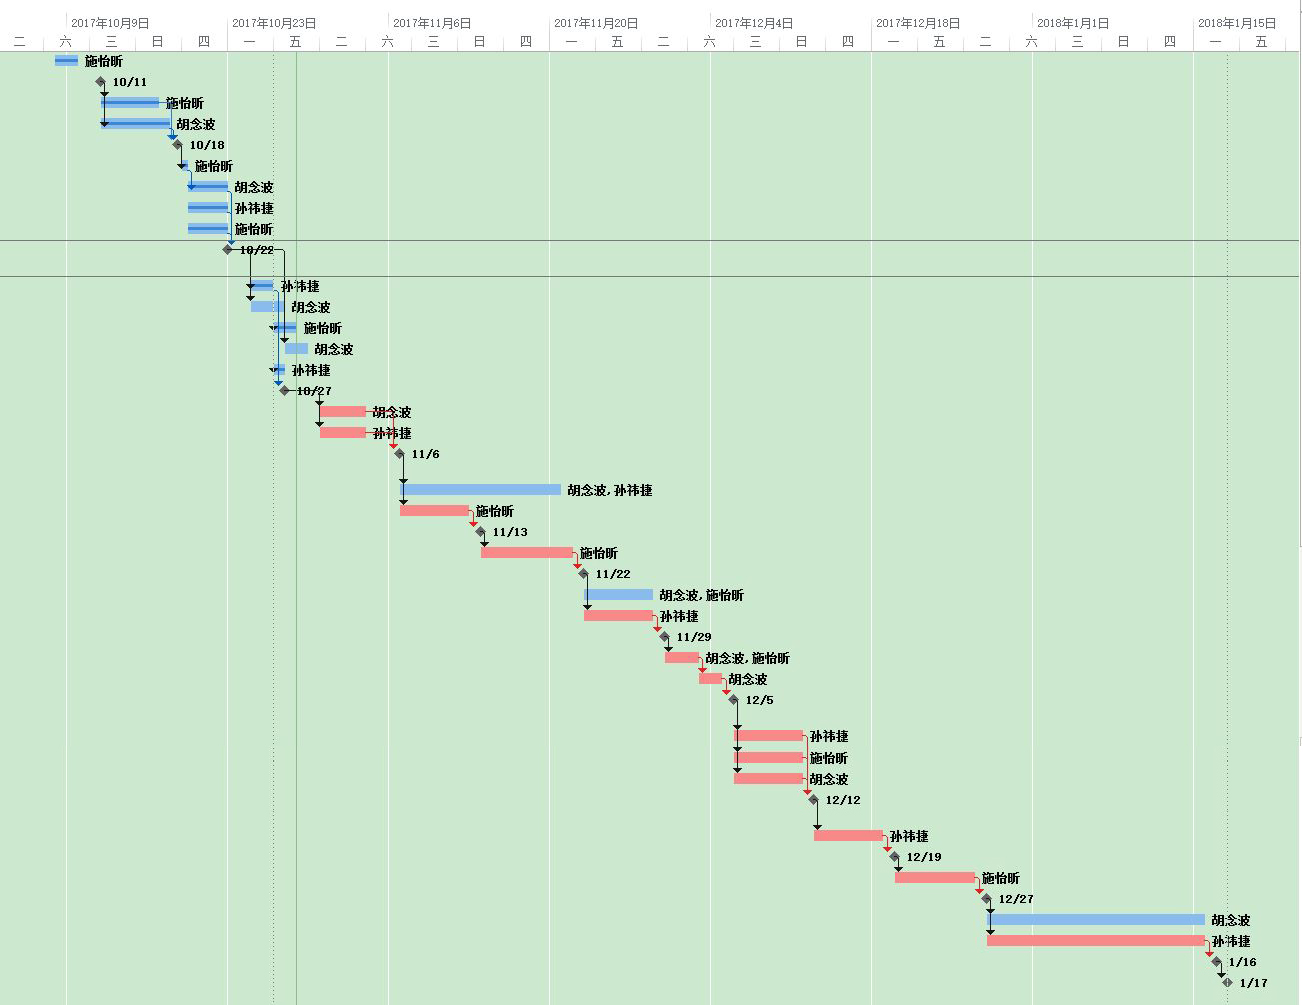 2017年10月9日 2017年10月23日 2017年11月6日 2017年11月20日 2017年12月4日 2017年12月18日 2018年1月1日 2018年1月15日
二 六 三 日 四 一 五 二 六 三 日 四 一 五 二 六 三 日 四 一 五 二 六 三 日 四 一 五
施怡昕
10/11
施怡昕
胡念波
10/18
施怡昕
胡念波
孙祎捷
施怡昕
10/22
孙祎捷
胡念波
施怡昕
胡念波
孙祎捷
10/27
胡念波
孙祎捷
11/6
胡念波, 孙祎捷
施怡昕
11/13
施怡昕
11/22
胡念波, 施怡昕
孙祎捷
11/29
胡念波, 施怡昕
胡念波
12/5
孙祎捷
施怡昕
胡念波
12/12
孙祎捷
12/19
施怡昕
12/27
胡念波
孙祎捷
1/16
1/17